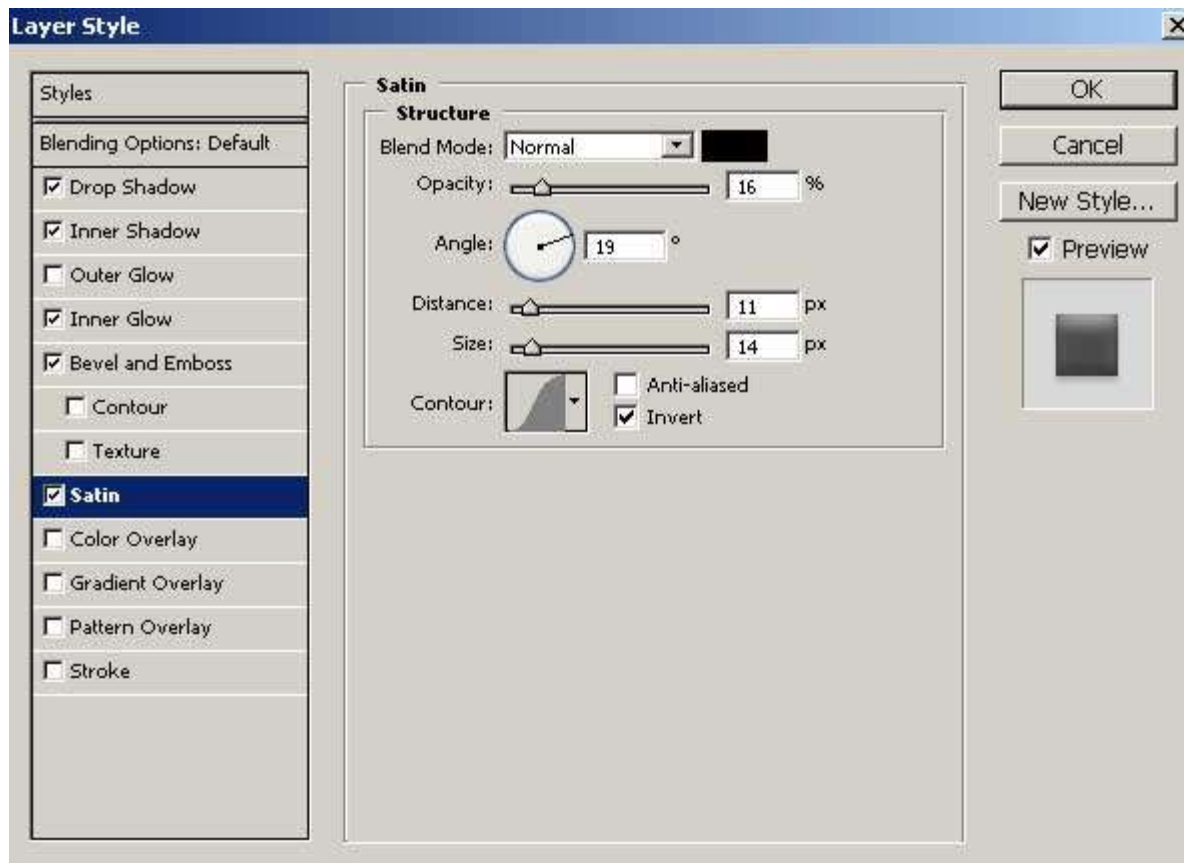 Layer Style
Styles
Blending Options: Default
Drop Shadow
Inner Shadow
Outer Glow
Inner Glow
Bevel and Emboss
Contour
Texture
Satin
Color Overlay
Gradient Overlay
Pattern Overlay
Stroke
Satin
Structure
Blend Mode: Normal
Opacity: 16 %
Angle: 19 °
Distance: 11 px
Size: 14 px
Contour: Anti-aliased
Invert
OK
Cancel
New Style...
Preview